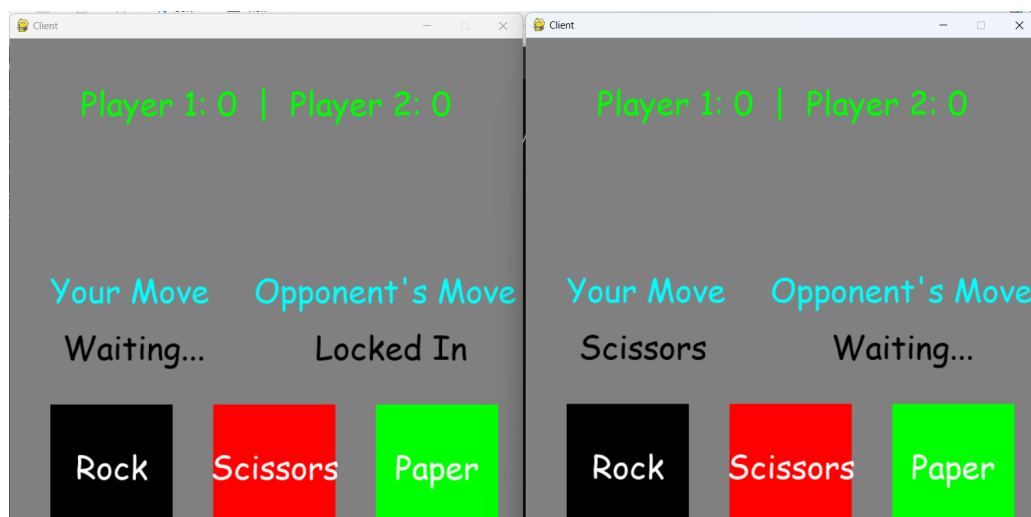 Client
Player 1: 0 | Player 2: 0
Your Move Opponent's Move
Waiting... Locked In
Rock Scissors Paper
Client
Player 1: 0 | Player 2: 0
Your Move Opponent's Move
Scissors Waiting...
Rock Scissors Paper